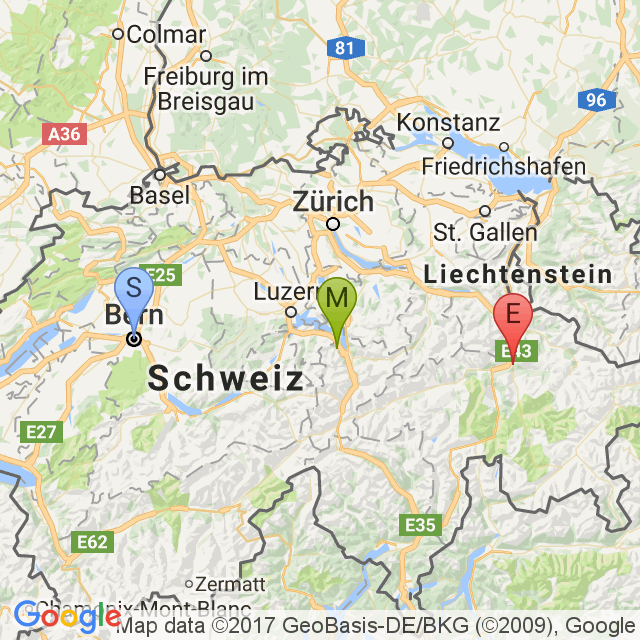 Colmar
81
Freiburg im
Breisgau
96
A36
Konstanz
Friedrichshafen
Basel
Zürich
St. Gallen
E25
Liechtenstein
S
Luzern
M
E
Bern
E43
Schweiz
E27
E35
E62
Zermatt
Chamonix-Mont-Blanc
Google
Map data ©2017 GeoBasis-DE/BKG (©2009), Google